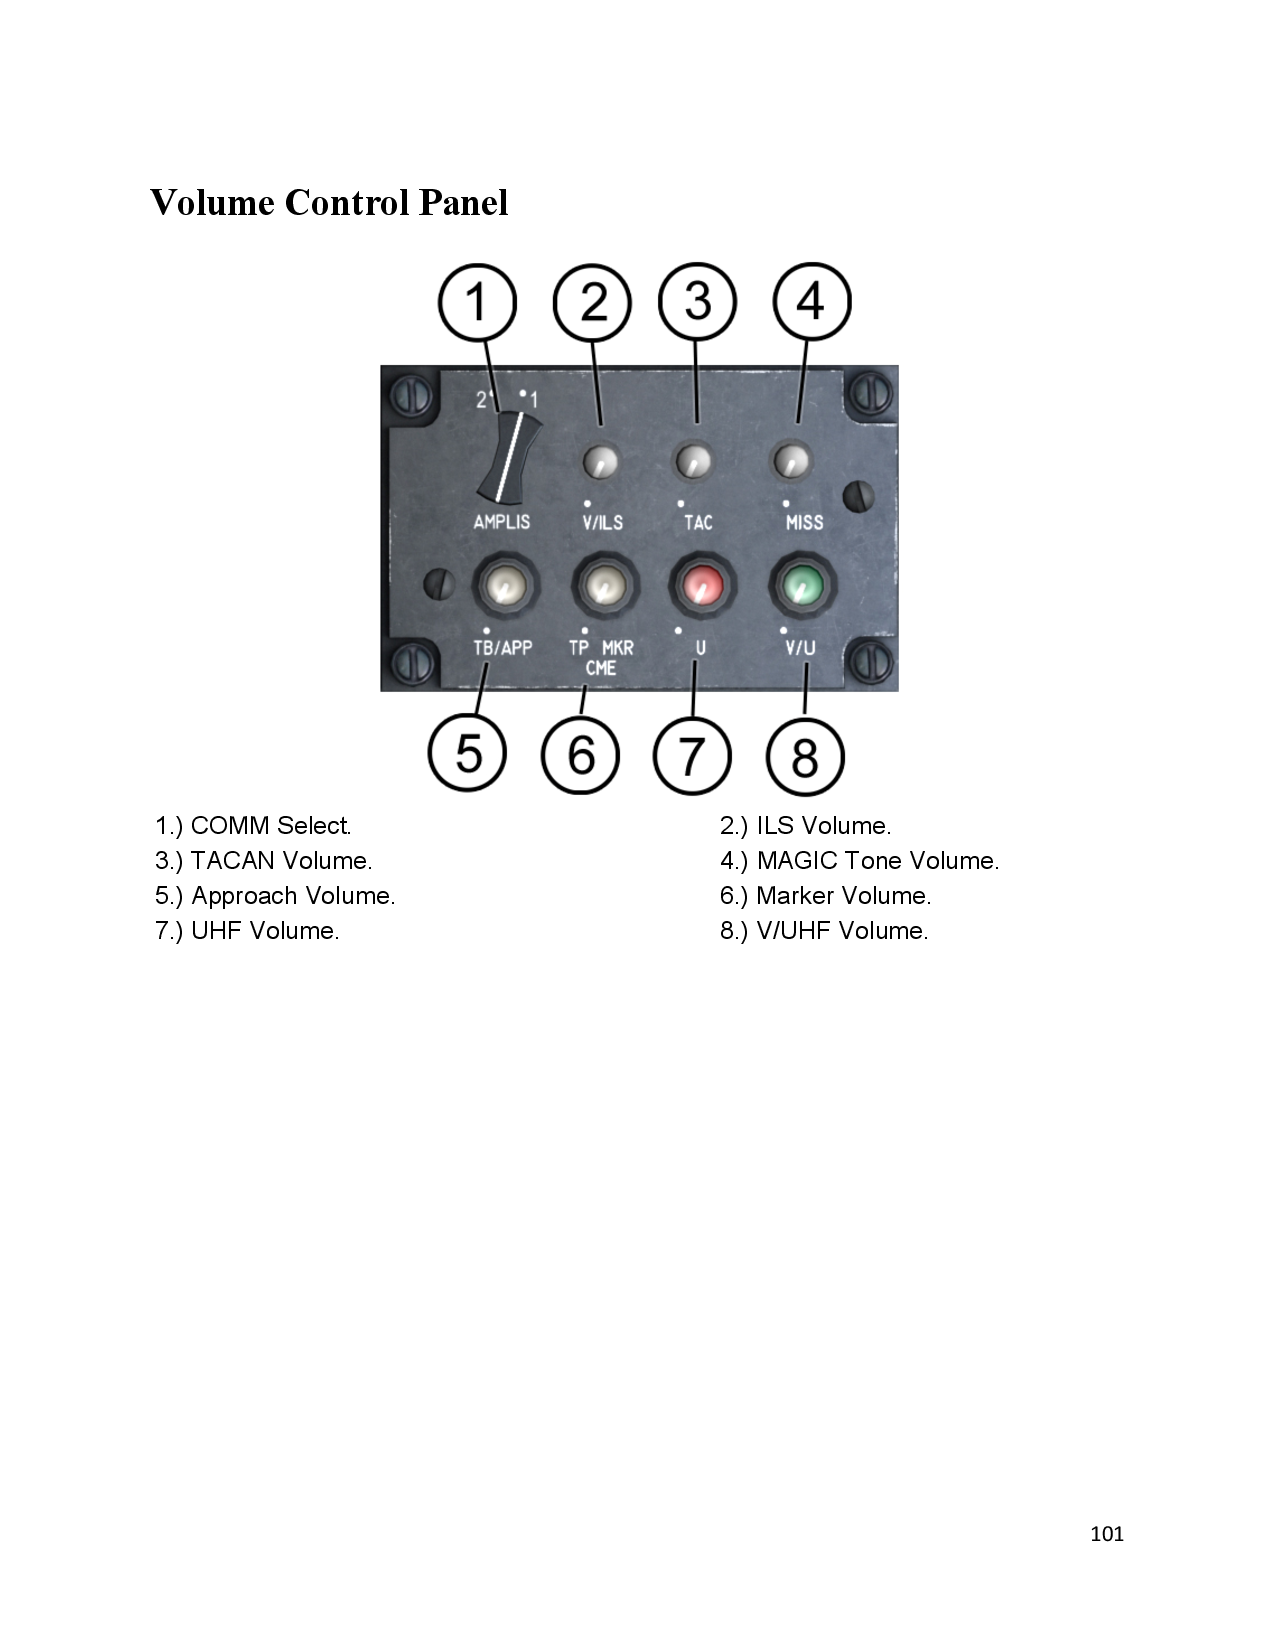 Volume Control Panel
1 2 3 4
2 1
AMPLIS V/ILS TAC MISS
TB/APP TP MKR U V/U
CME
5 6 7 8
1.) COMM Select. 2.) ILS Volume.
3.) TACAN Volume. 4.) MAGIC Tone Volume.
5.) Approach Volume. 6.) Marker Volume.
7.) UHF Volume. 8.) V/UHF Volume.
101